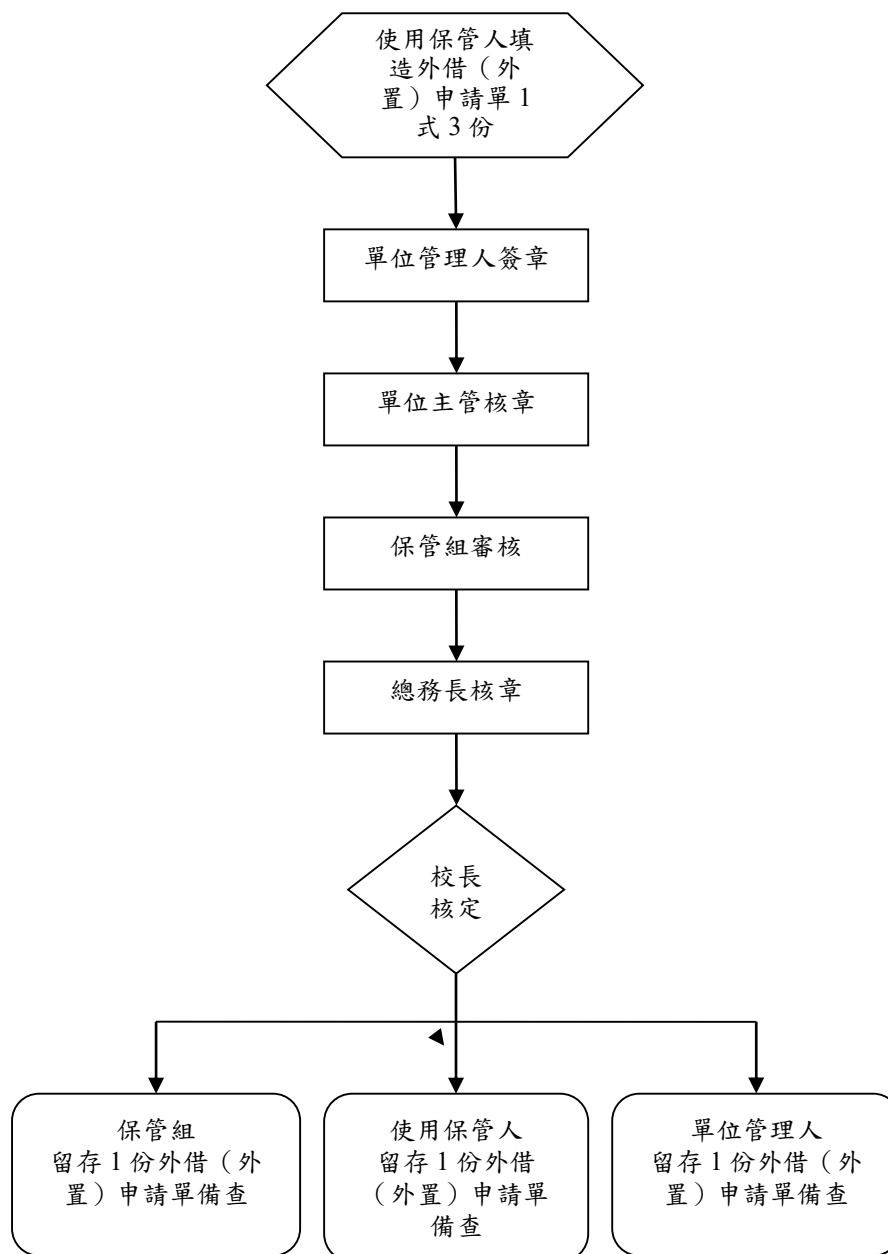 使用保管人填
造外借（外
置）申請單 1
式 3 份
單位管理人簽章
單位主管核章
保管組審核
總務長核章
校長
核定
保管組
留存 1 份外借（外
置）申請單備查
使用保管人
留存 1 份外借
（外置）申請單
備查
單位管理人
留存 1 份外借（外
置）申請單備查